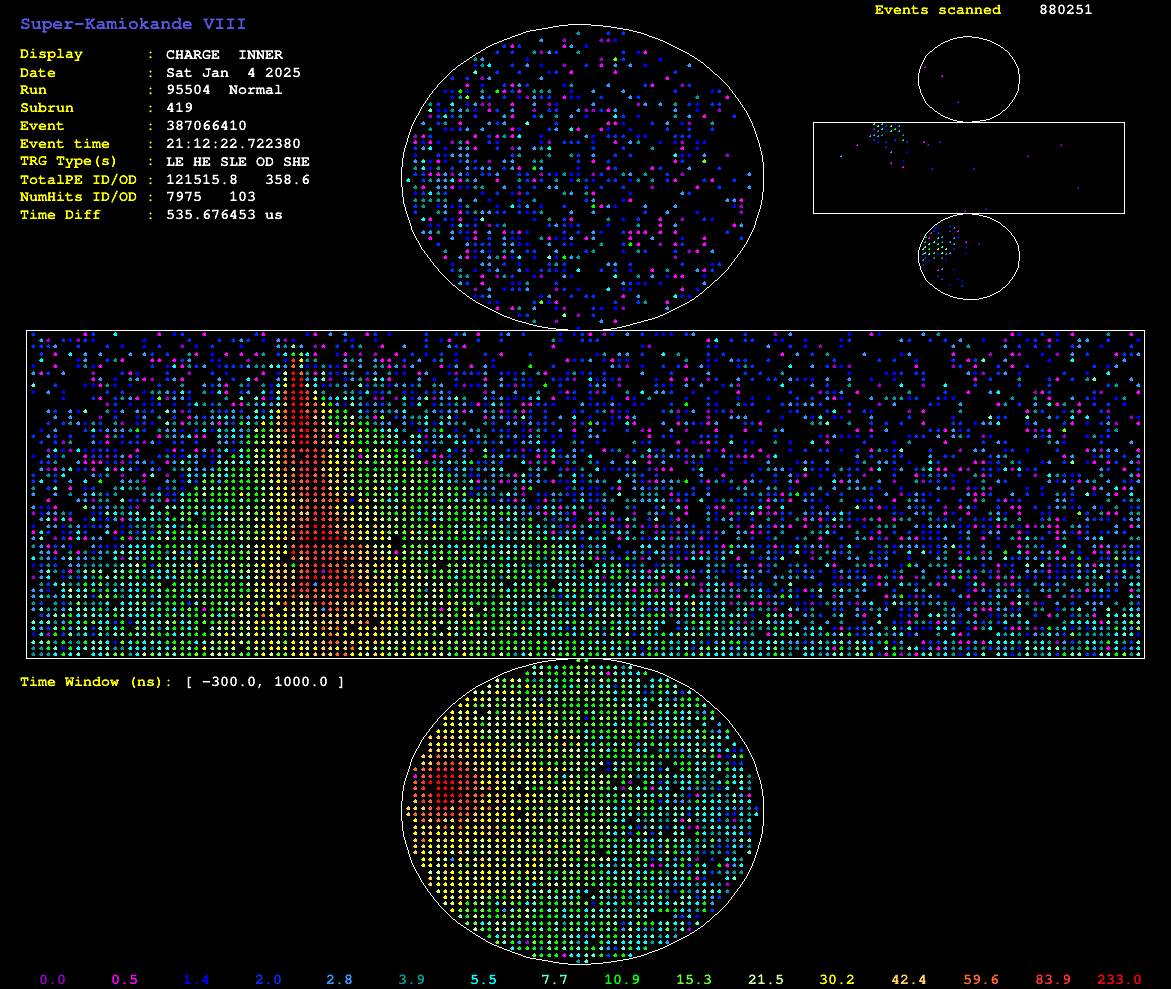 Super-Kamiokande VIII
Events scanned 880251
Display : CHARGE INNER
Date : Sat Jan 4 2025
Run : 95504 Normal
Subrun : 419
Event : 387066410
Event time : 21:12:22.722380
TRG Type(s) : LE HE SLE OD SHE
TotalPE ID/OD : 121515.8 358.6
NumHits ID/OD : 7975 103
Time Diff : 535.676453 us
Time Window (ns): [ -300.0, 1000.0 ]
0.0 0.5 1.4 2.0 2.8 3.9 5.5 7.7 10.9 15.3 21.5 30.2 42.4 59.6 83.9 233.0